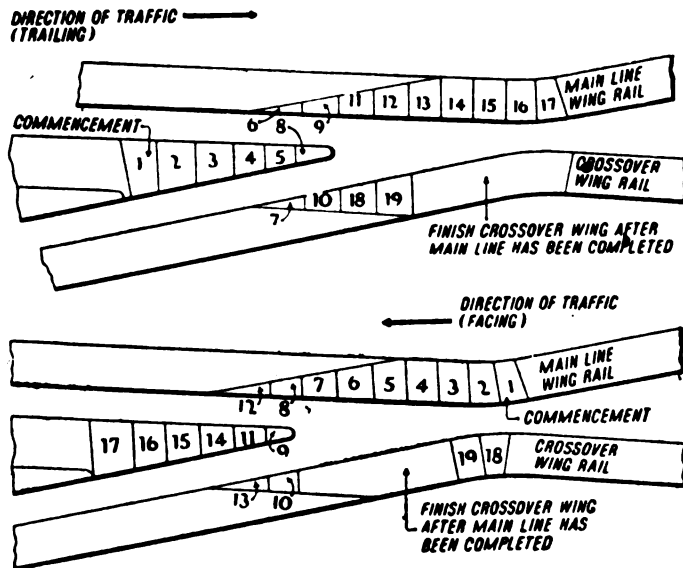 DIRECTION OF TRAFFIC
(TRAILING)
MAIN LINE
WING RAIL
11 12 13 14 15 16 17
6 8 9
COMMENCEMENT
1 2 3 4 5
CROSSOVER
WING RAIL
10 18 19
7
FINISH CROSSOVER WING AFTER
MAIN LINE HAS BEEN COMPLETED
DIRECTION OF TRAFFIC
(FACING)
MAIN LINE
WING RAIL
7 6 5 4 3 2 1
12 8
COMMENCEMENT
17 16 15 14 11 9
CROSSOVER
WING RAIL
19 18
13 10
FINISH CROSSOVER WING
AFTER MAIN LINE HAS
BEEN COMPLETED